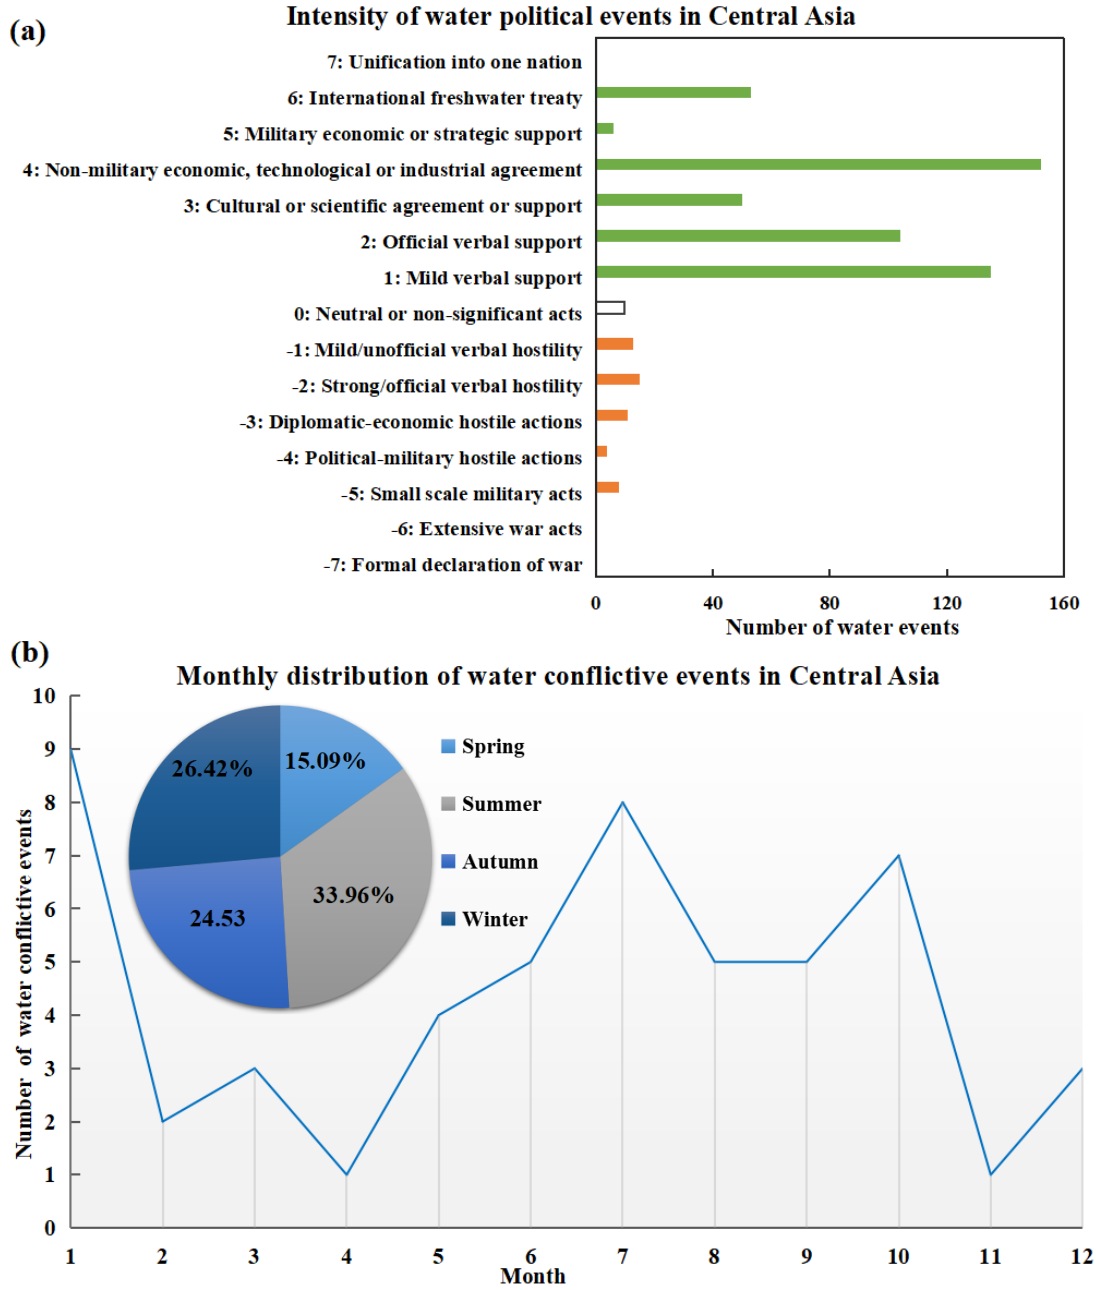 (a)
Intensity of water political events in Central Asia
7: Unification into one nation
6: International freshwater treaty
5: Military economic or strategic support
4: Non-military economic, technological or industrial agreement
3: Cultural or scientific agreement or support
2: Official verbal support
1: Mild verbal support
0: Neutral or non-significant acts
-1: Mild/unofficial verbal hostility
-2: Strong/official verbal hostility
-3: Diplomatic-economic hostile actions
-4: Political-military hostile actions
-5: Small scale military acts
-6: Extensive war acts
-7: Formal declaration of war
0 40 80 120 160
Number of water events
(b)
Monthly distribution of water conflictive events in Central Asia
Number of water conflictive events
10
9
8
7
6
5
4
3
2
1
0
15.09%
33.96%
24.53
26.42%
Spring
Summer
Autumn
Winter
1 2 3 4 5 6 7 8 9 10 11 12
Month